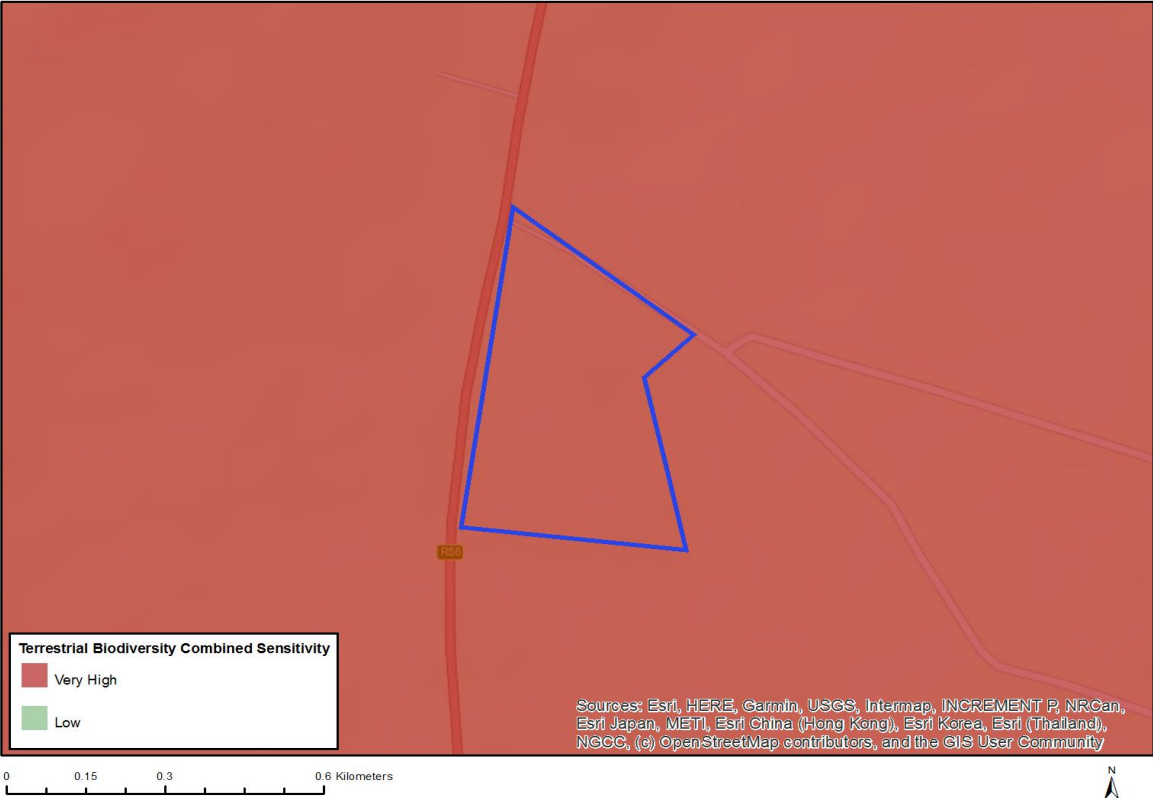 R56
Terrestrial Biodiversity Combined Sensitivity
Very High
Low
Sources: Esri, HERE, Garmin, USGS, Intermap, INCREMENT P, NRCan,
Esri Japan, METI, Esri China (Hong Kong), Esri Korea, Esri (Thailand),
NGCC, (c) OpenStreetMap contributors, and the GIS User Community
0 0.15 0.3 0.6 Kilometers
N